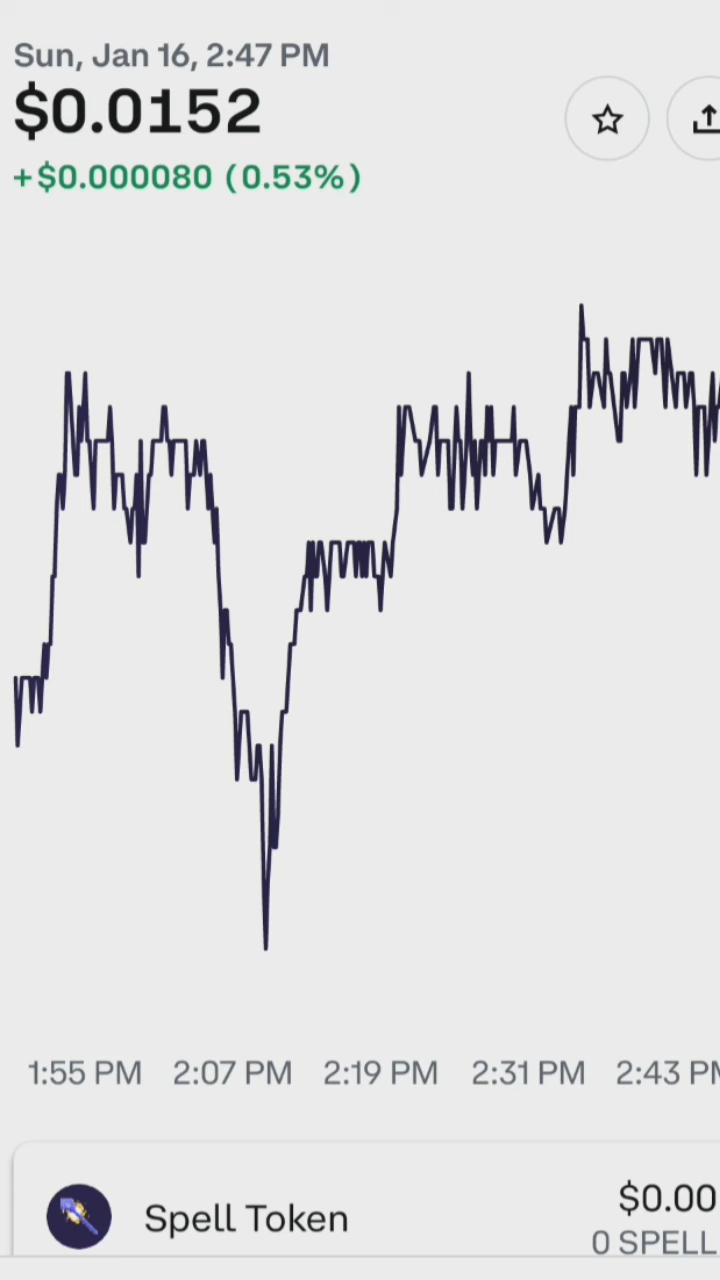 Sun, Jan 16, 2:47 PM
$0.0152
+$0.000080 (0.53%)
1:55 PM 2:07 PM 2:19 PM 2:31 PM 2:43 PM
Spell Token $0.00
0 SPELL